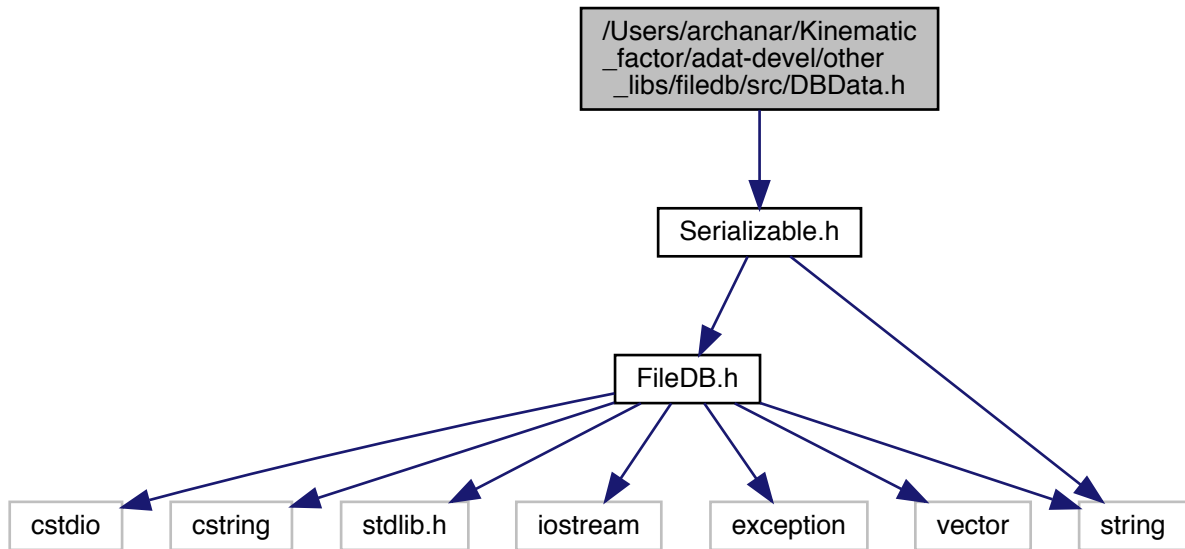 /Users/archanar/Kinematic
_factor/adat-devel/other
_libs/filedb/src/DBData.h
Serializable.h
FileDB.h
cstdio
cstring
stdlib.h
iostream
exception
vector
string